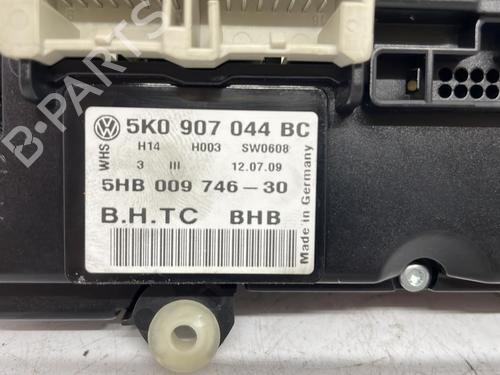 5K0 907 044 BC
H14 H003 SW0608
3 III 12.07.09
5HB 009 746-30
B.H.TC BHB
WHS
Made in Germany
B-PARTS